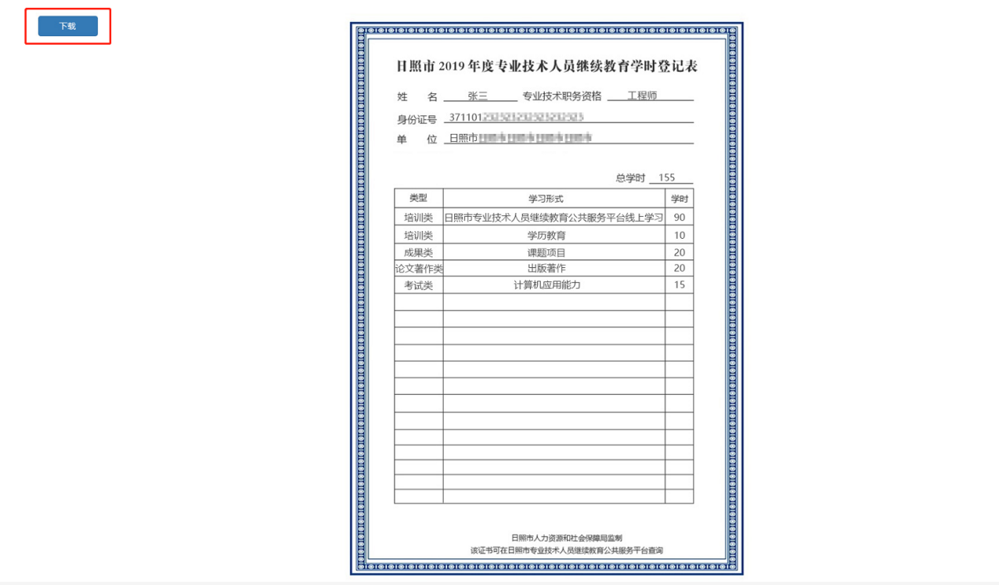 下载
日照市 2019 年度专业技术人员继续教育学时登记表
姓 名 张三 专业技术职务资格 工程师
身份证号 371101
单 位 日照市
总学时 155
类型 学习形式 学时
培训类 日照市专业技术人员继续教育公共服务平台线上学习 90
培训类 学历教育 10
成果类 课题项目 20
论文著作类 出版著作 20
考试类 计算机应用能力 15
日照市人力资源和社会保障局监制
该证书可在日照市专业技术人员继续教育公共服务平台查询